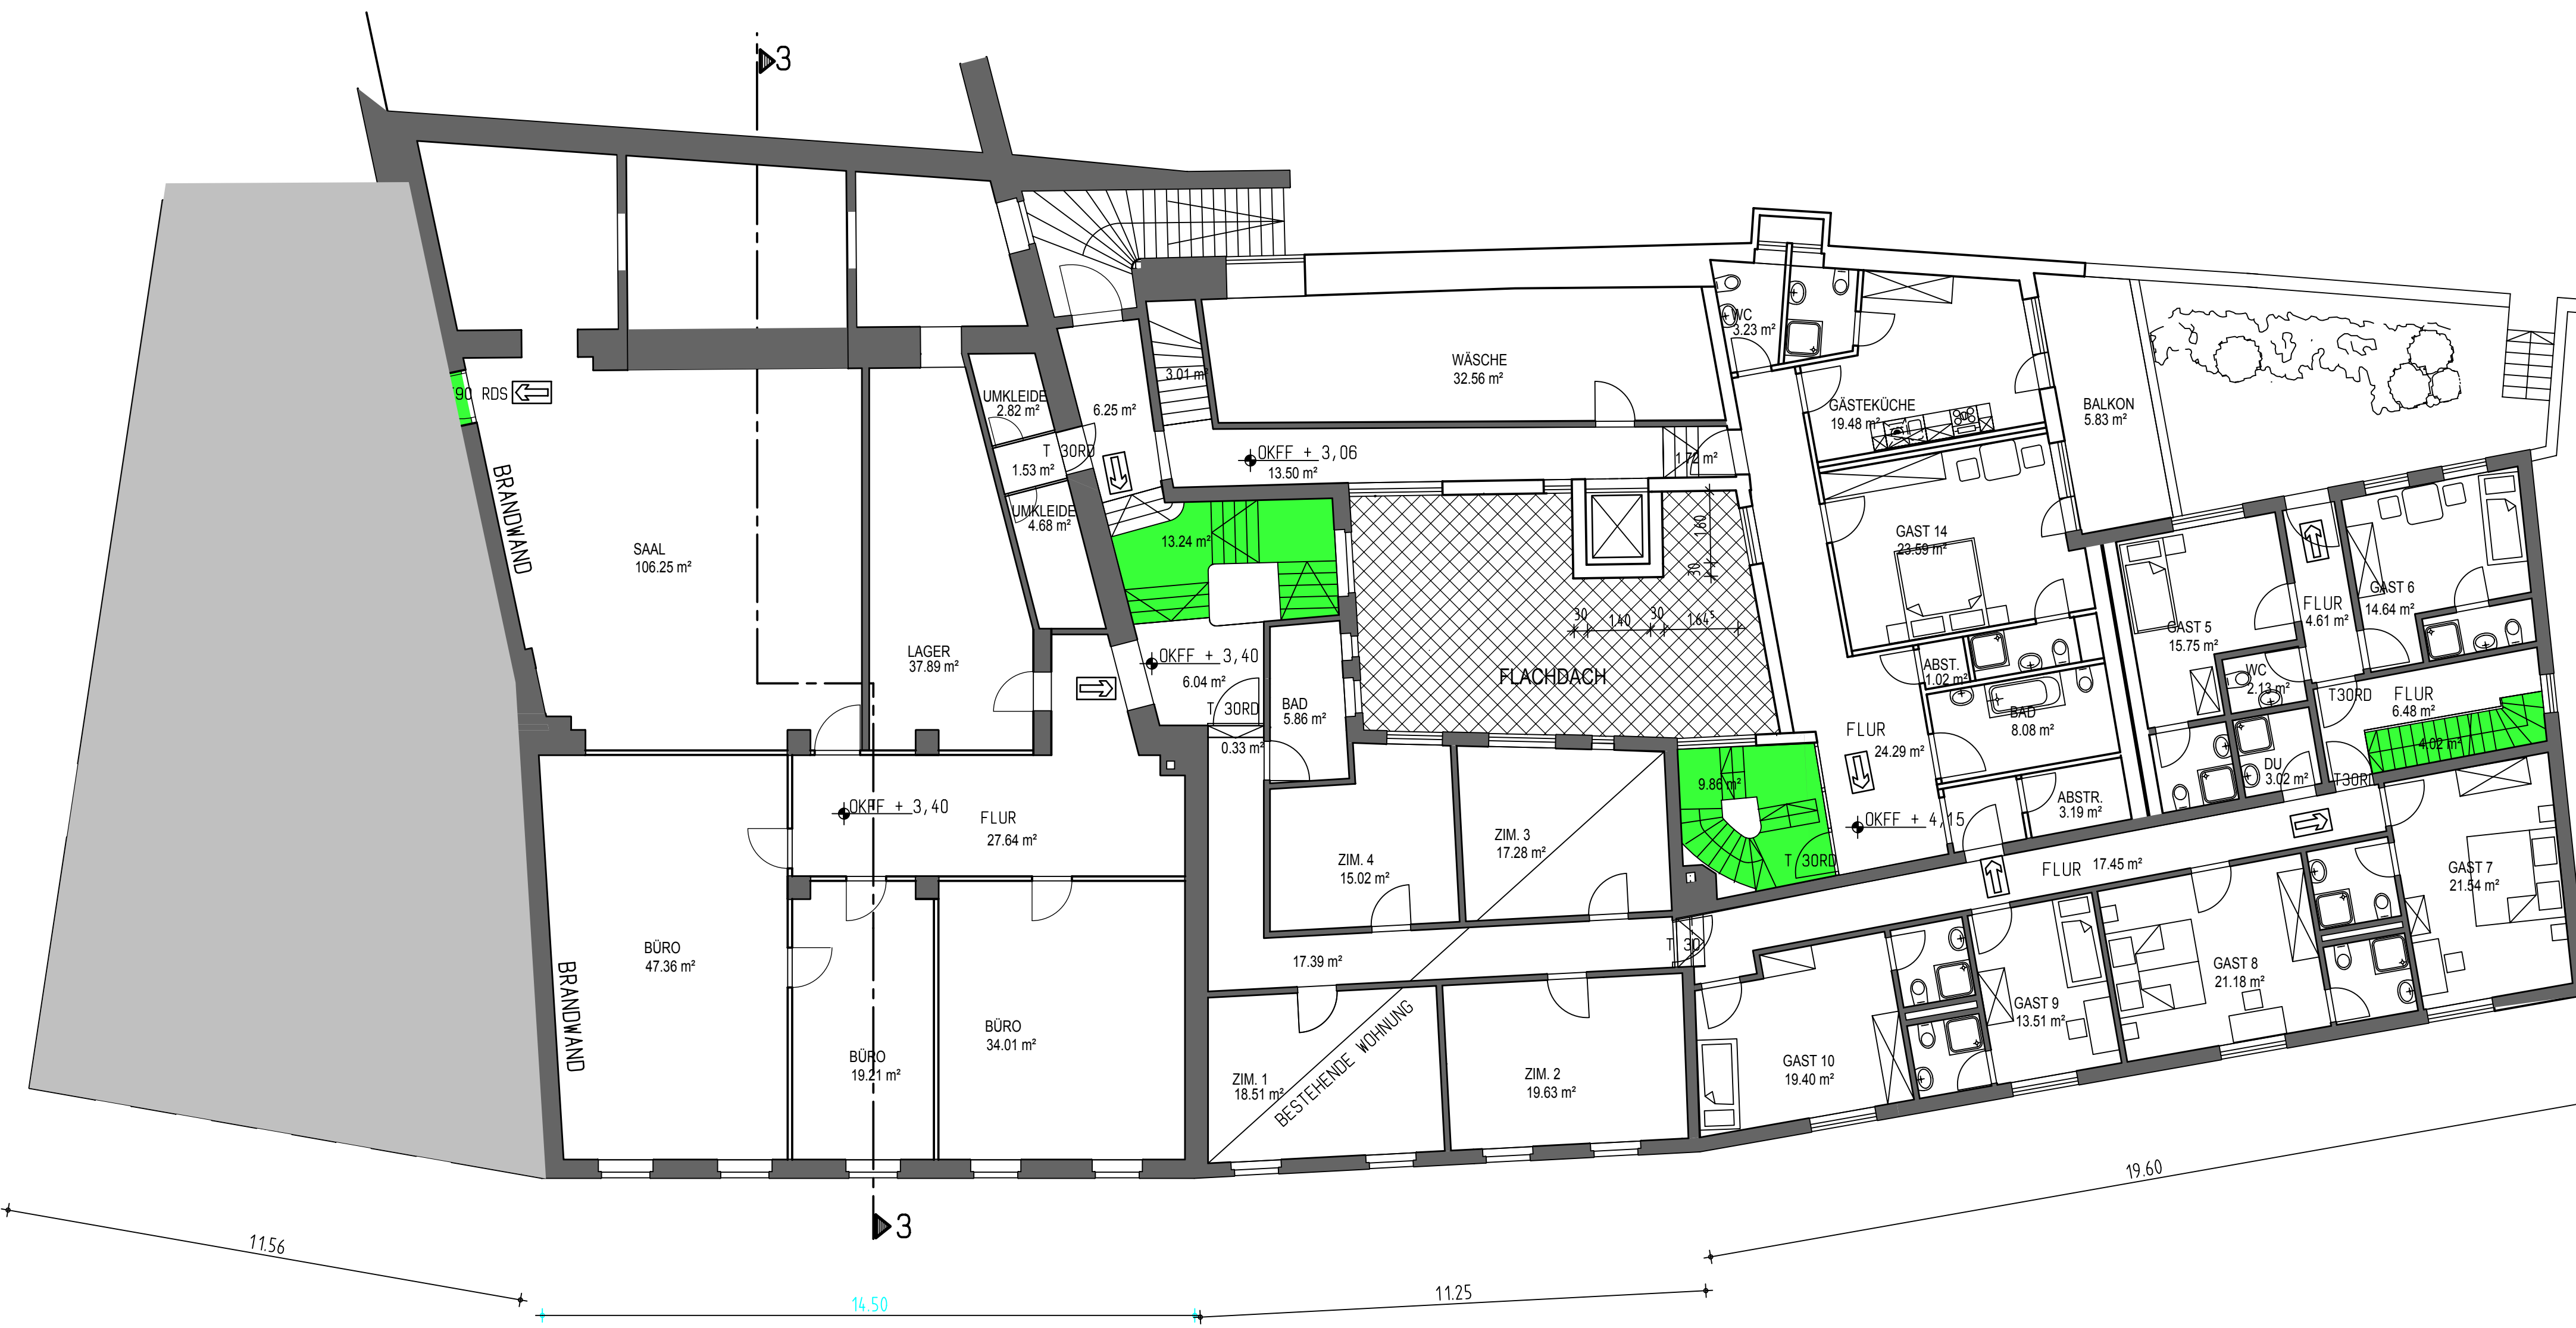 3
WC
3.23 m²
T90 RDS
3.01 m²
WÄSCHE
32.56 m²
UMKLEIDE
2.82 m²
6.25 m²
GÄSTEKÜCHE
19.48 m²
BALKON
5.83 m²
T 30RD
1.53 m²
OKFF + 3,06
13.50 m²
1.72 m²
BRANDWAND
UMKLEIDE
4.68 m²
13.24 m²
160
30
GAST 14
23.59 m²
SAAL
106.25 m²
GAST 6
14.64 m²
FLUR
4.61 m²
30
140
30
1.64⁵
GAST 5
15.75 m²
LAGER
37.89 m²
OKFF + 3,40
6.04 m²
FLACHDACH
ABST.
1.02 m²
WC
2.13 m²
T30RD
FLUR
6.48 m²
T 30RD
BAD
5.86 m²
BAD
8.08 m²
0.33 m²
FLUR
24.29 m²
4.02 m²
DU
3.02 m²
T30RD
9.86 m²
ABSTR.
3.19 m²
OKFF + 3,40
FLUR
27.64 m²
OKFF + 4,15
ZIM. 3
17.28 m²
ZIM. 4
15.02 m²
T 30RD
FLUR 17.45 m²
GAST 7
21.54 m²
BÜRO
47.36 m²
T 30
17.39 m²
GAST 8
21.18 m²
BRANDWAND
GAST 9
13.51 m²
BÜRO
34.01 m²
BÜRO
19.21 m²
BESTEHENDE WOHNUNG
ZIM. 1
18.51 m²
ZIM. 2
19.63 m²
GAST 10
19.40 m²
19.60
3
11.56
14.50
11.25